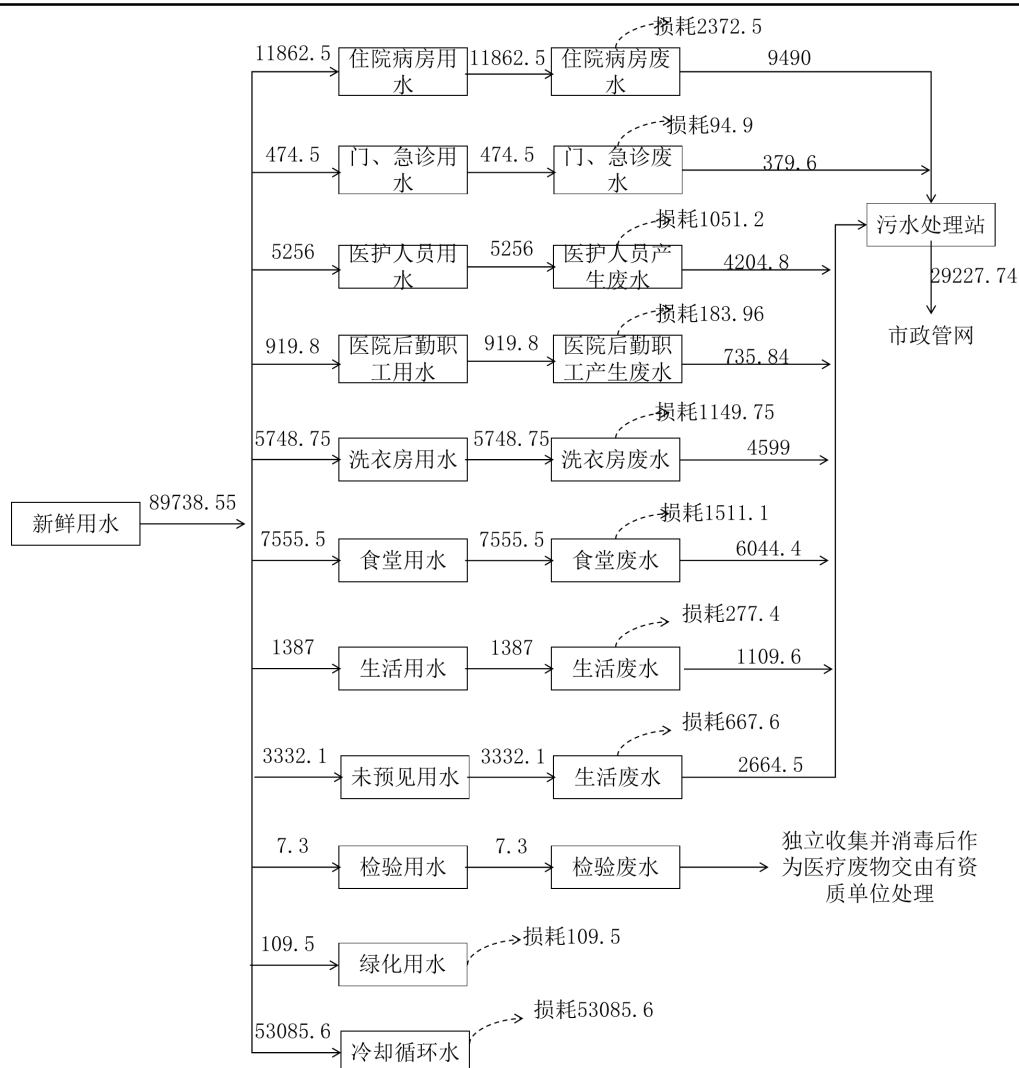 损耗2372.5
11862.5
住院病房用
水
11862.5
住院病房废
水
9490
损耗94.9
474.5
门、急诊用
水
474.5
门、急诊废
水
379.6
污水处理站
29227.74
市政管网
损耗1051.2
5256
医护人员用
水
5256
医护人员产
生废水
4204.8
损耗183.96
919.8
医院后勤职
工用水
919.8
医院后勤职
工产生废水
735.84
损耗1149.75
5748.75
洗衣房用水
5748.75
洗衣房废水
4599
新鲜用水
89738.55
损耗1511.1
7555.5
食堂用水
7555.5
食堂废水
6044.4
损耗277.4
1387
生活用水
1387
生活废水
1109.6
损耗667.6
3332.1
未预见用水
3332.1
生活废水
2664.5
7.3
检验用水
7.3
检验废水
独立收集并消毒后作
为医疗废物交由有资
质单位处理
损耗109.5
109.5
绿化用水
损耗53085.6
53085.6
冷却循环水